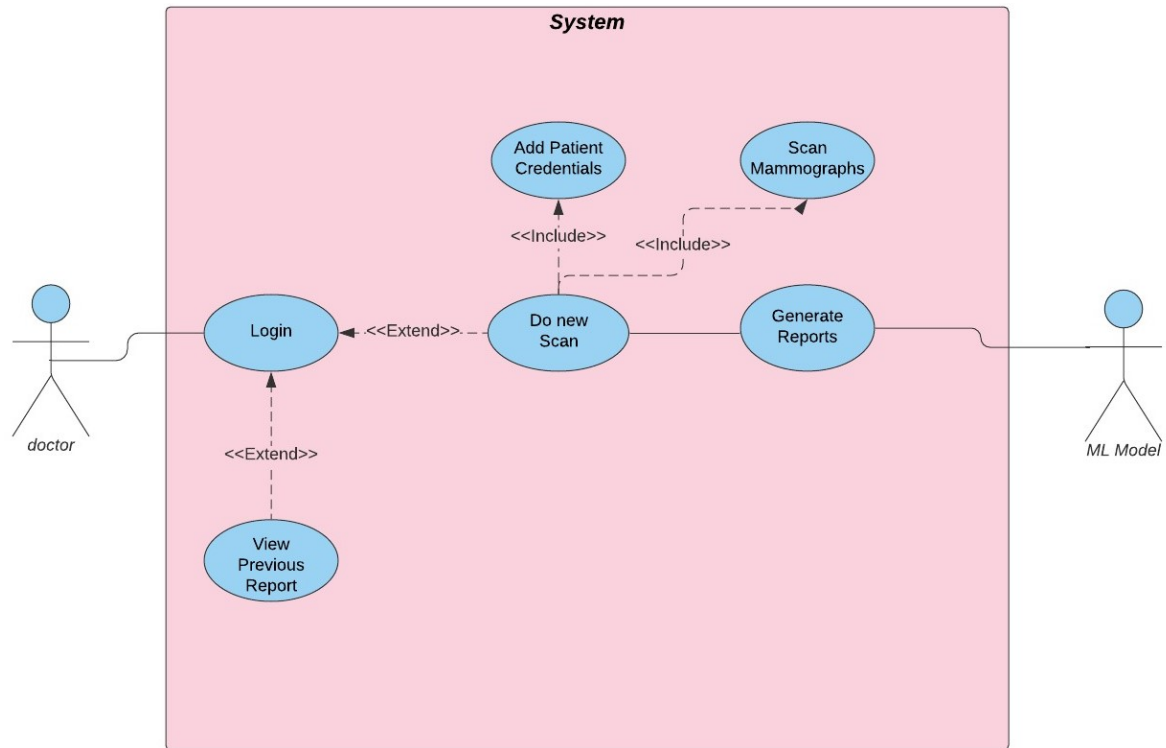 System
Add Patient
Credentials
Scan
Mammographs
<<Include>>
<<Include>>
Login
<<Extend>>
Do new
Scan
Generate
Reports
doctor
ML Model
<<Extend>>
View
Previous
Report